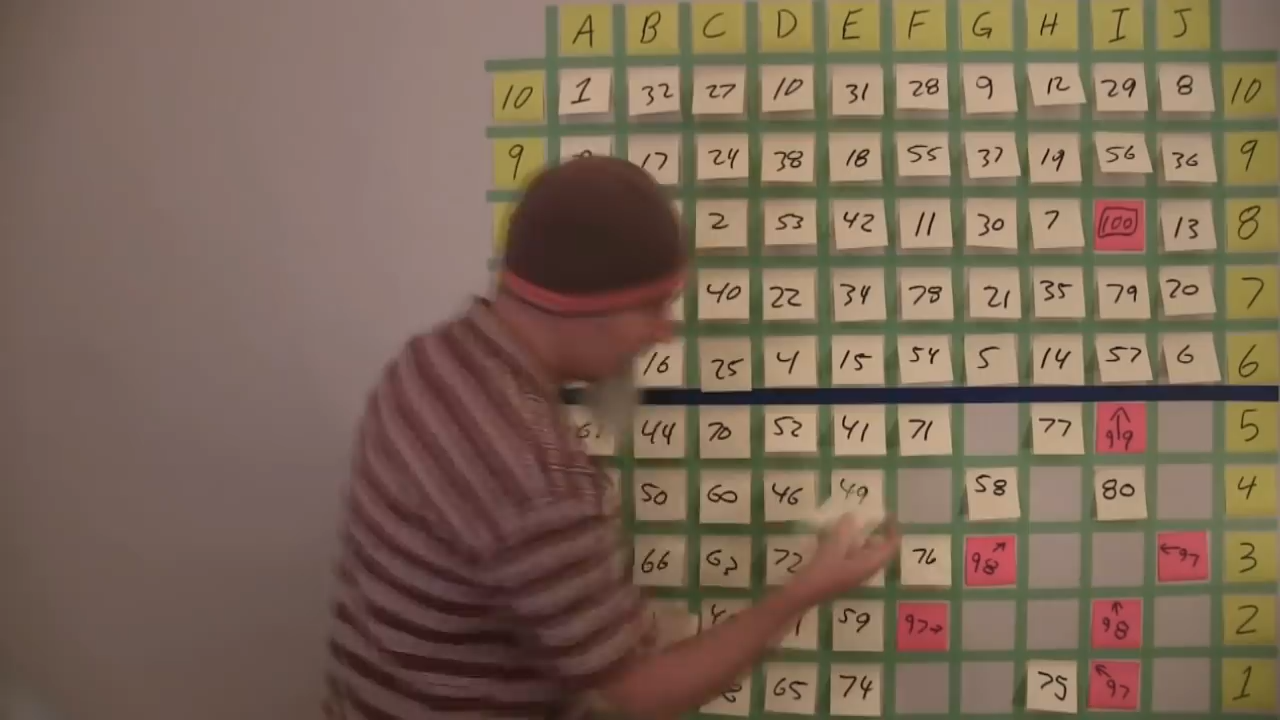 A B C D E F G H I J
10 1 32 27 10 31 28 9 12 29 8 10
9 17 24 38 18 55 37 19 56 36 9
2 53 42 11 30 7 100 13 8
40 22 34 78 21 35 79 20 7
16 25 4 15 54 5 14 57 6 6
44 70 52 41 71 77 ↑ 99 5
50 60 46 49 58 80 4
66 72 76 98 ↗ ← 97 3
59 97 → ↑ 98 2
65 74 75 ↖ 97 1